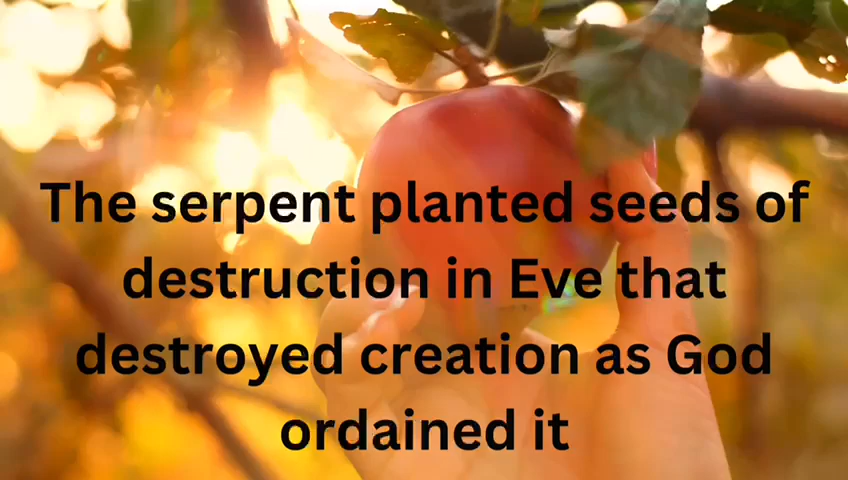 The serpent planted seeds of
destruction in Eve that
destroyed creation as God
ordained it